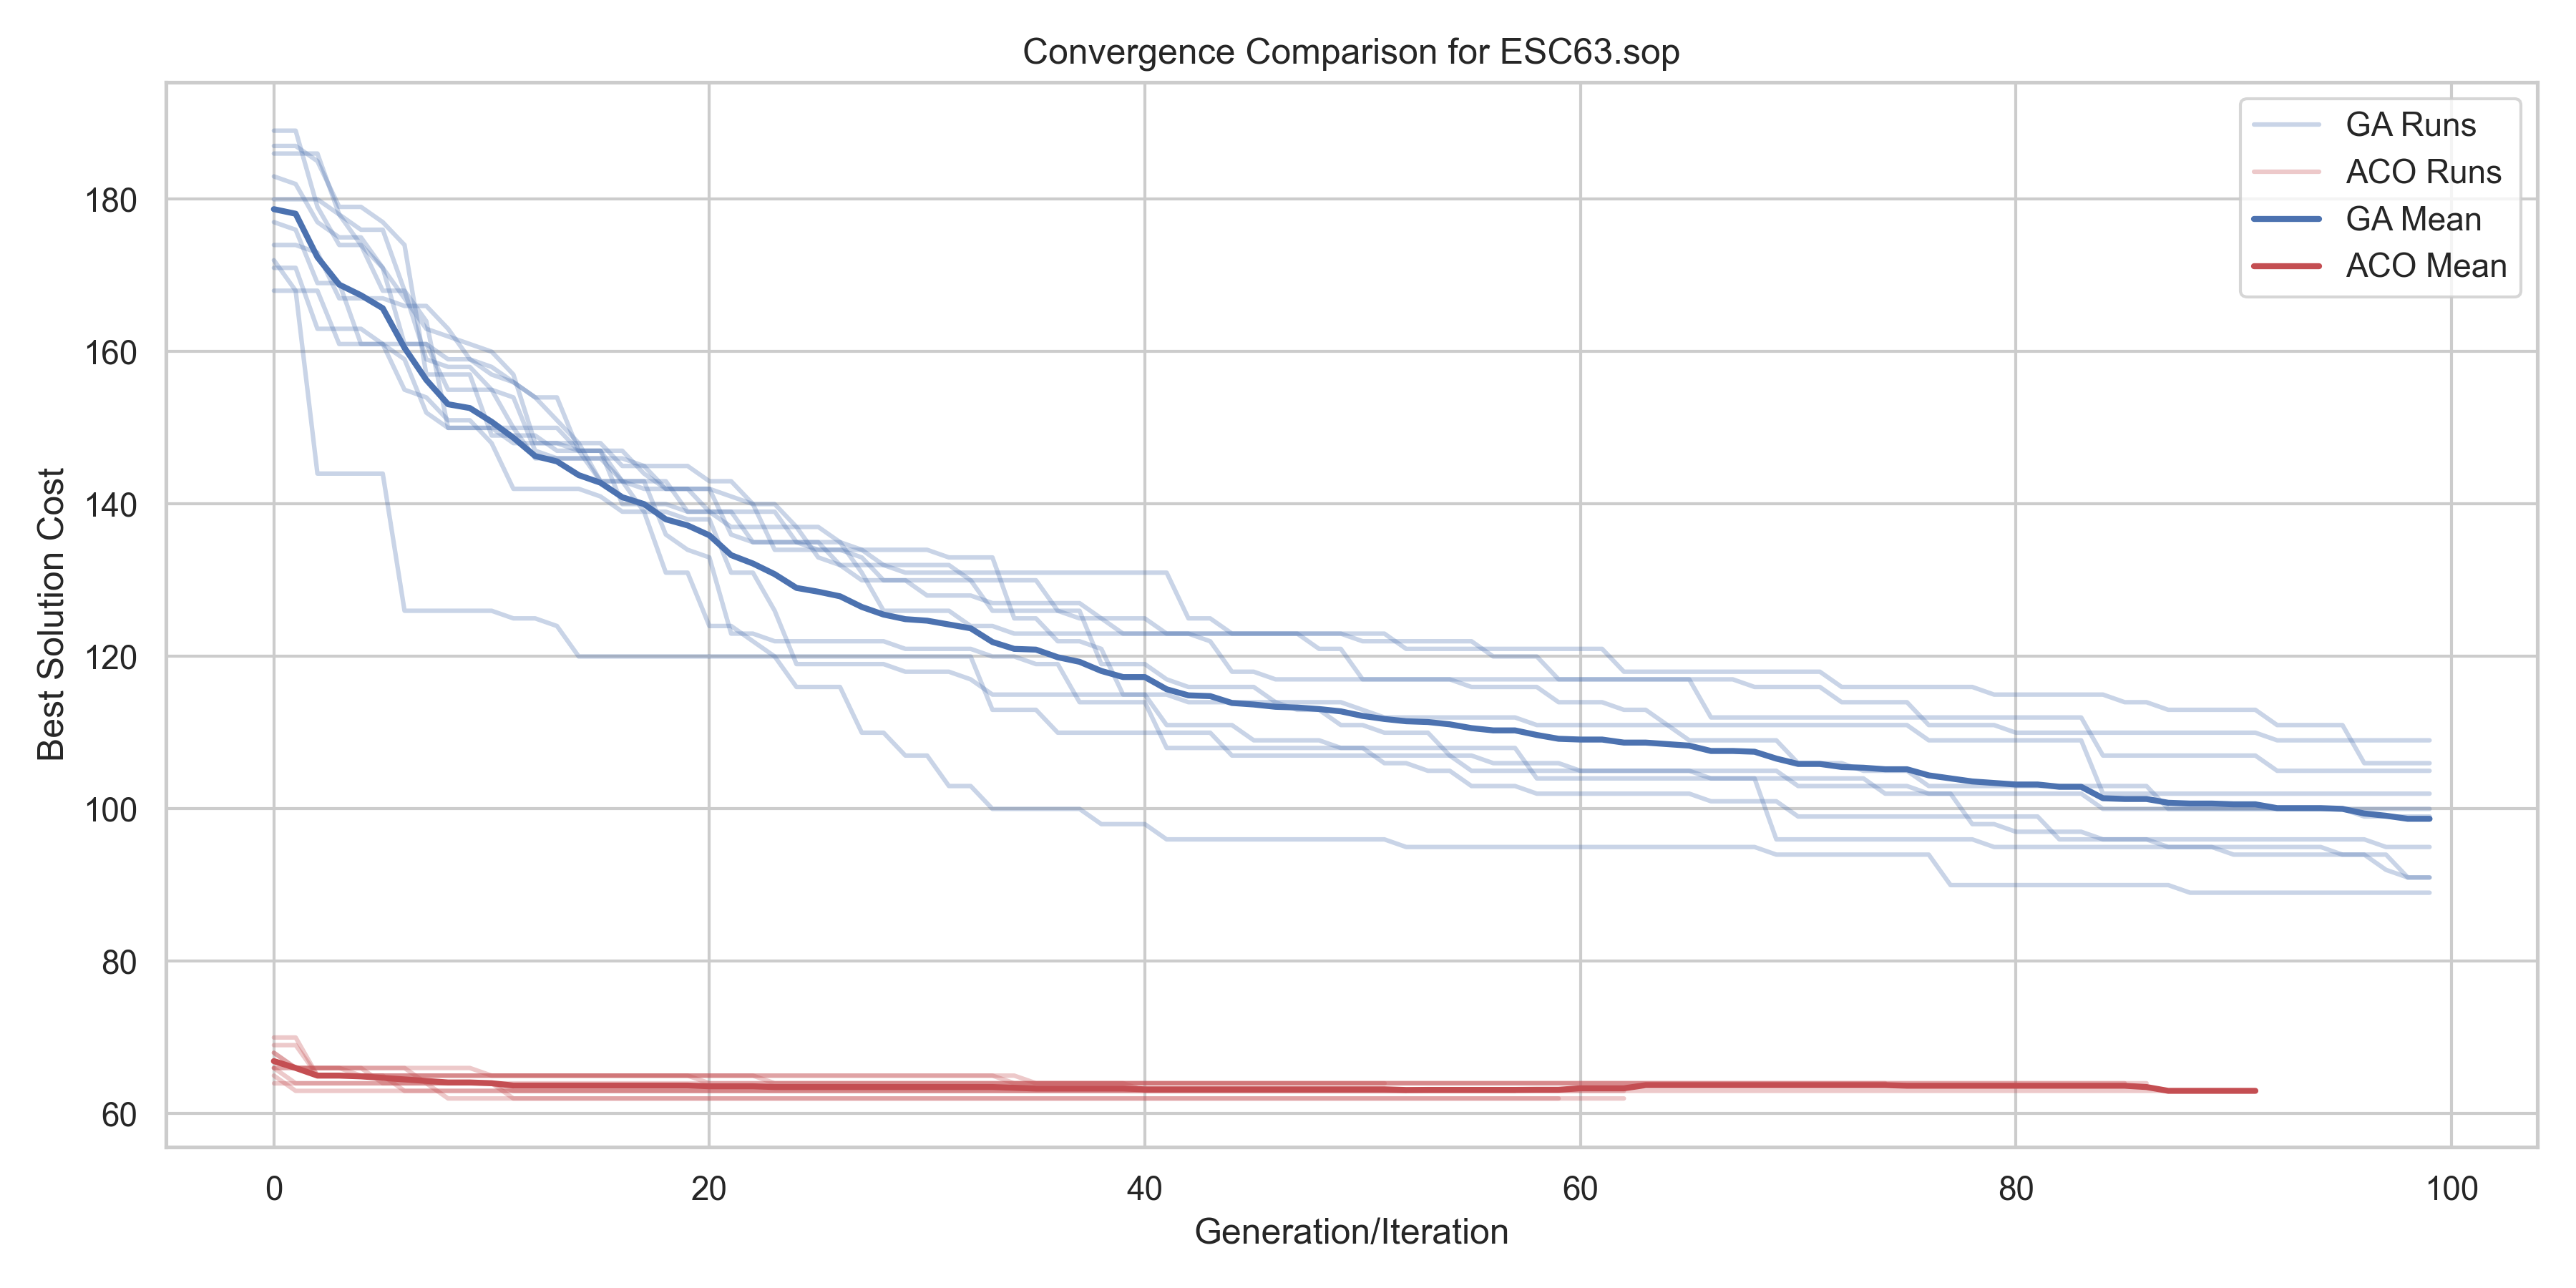 Convergence Comparison for ESC63.sop
GA Runs
ACO Runs
GA Mean
ACO Mean
Best Solution Cost
180
160
140
120
100
80
60
0 20 40 60 80 100
Generation/Iteration